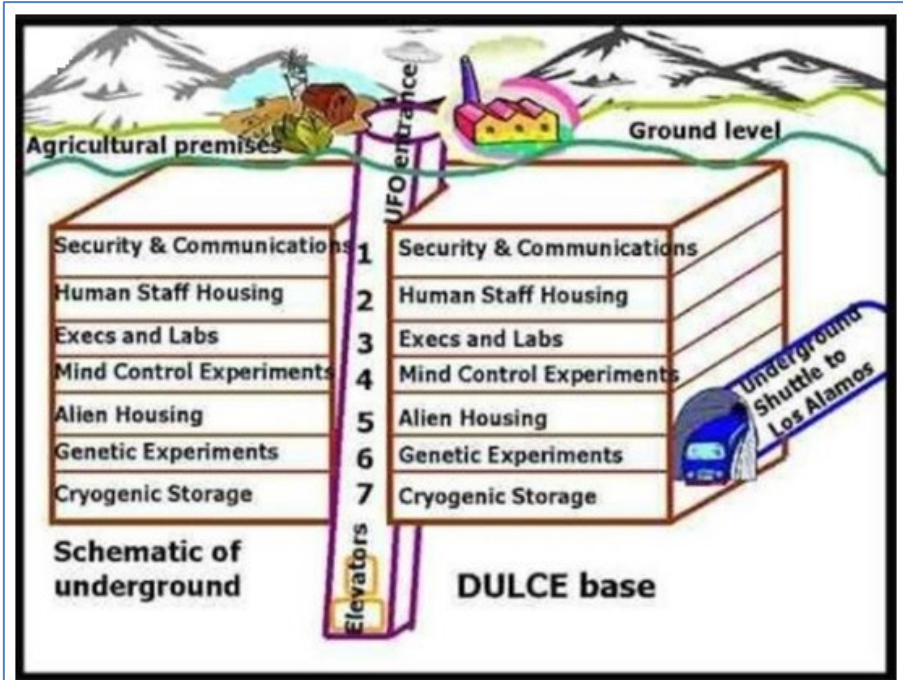 UFO entrance
Agricultural premises
Ground level
Security & Communications 1 Security & Communications
Human Staff Housing 2 Human Staff Housing
Execs and Labs 3 Execs and Labs
Mind Control Experiments 4 Mind Control Experiments
Alien Housing 5 Alien Housing
Genetic Experiments 6 Genetic Experiments
Cryogenic Storage 7 Cryogenic Storage
Underground
Shuttle to
Los Alamos
Elevators
Schematic of
underground
DULCE base